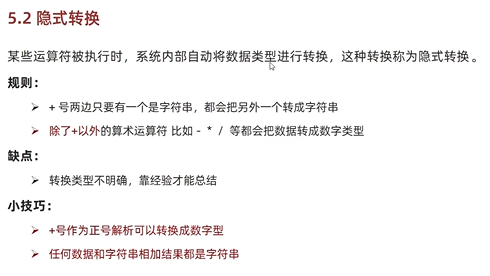 5.2 隐式转换
某些运算符被执行时，系统内部自动将数据类型进行转换，这种转换称为隐式转换。
规则：
+ 号两边只要有一个是字符串，都会把另外一个转成字符串
除了+以外的算术运算符 比如 - * / 等都会把数据转成数字类型
缺点：
转换类型不明确，靠经验才能总结
小技巧：
+号作为正号解析可以转换成数字型
任何数据和字符串相加结果都是字符串